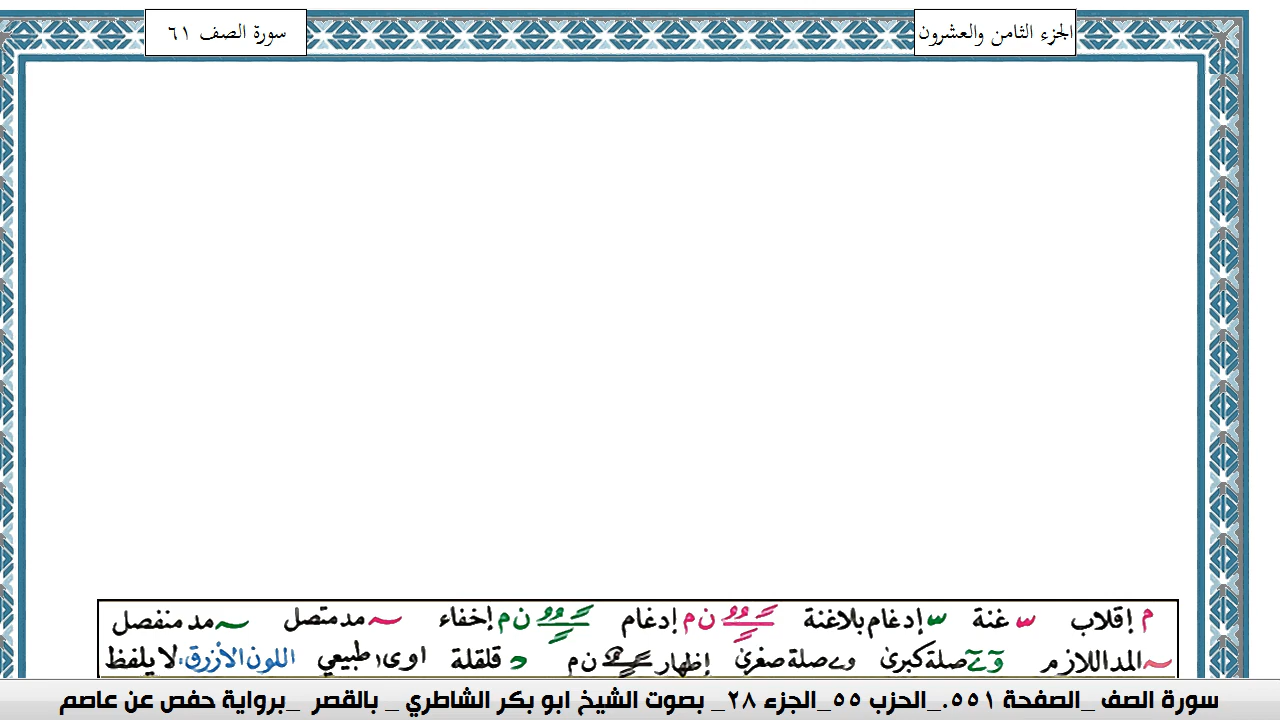 الجزء الثامن والعشرون
سورة الصف ٦١
م إقلاب س غنة س إدغام بلاغنة ن م إدغام ن م إخفاء ~ مد متصل ~ مد منفصل
~ المد اللازم و ے صلة كبرى و ے صلة صغرى إظهار ن م د قلقلة اوى طبيعي اللون الأزرق: لا يلفظ
سورة الصف _الصفحة ٥٥١._الحزب ٥٥_الجزء ٢٨_ بصوت الشيخ ابو بكر الشاطري _ بالقصر _برواية حفص عن عاصم